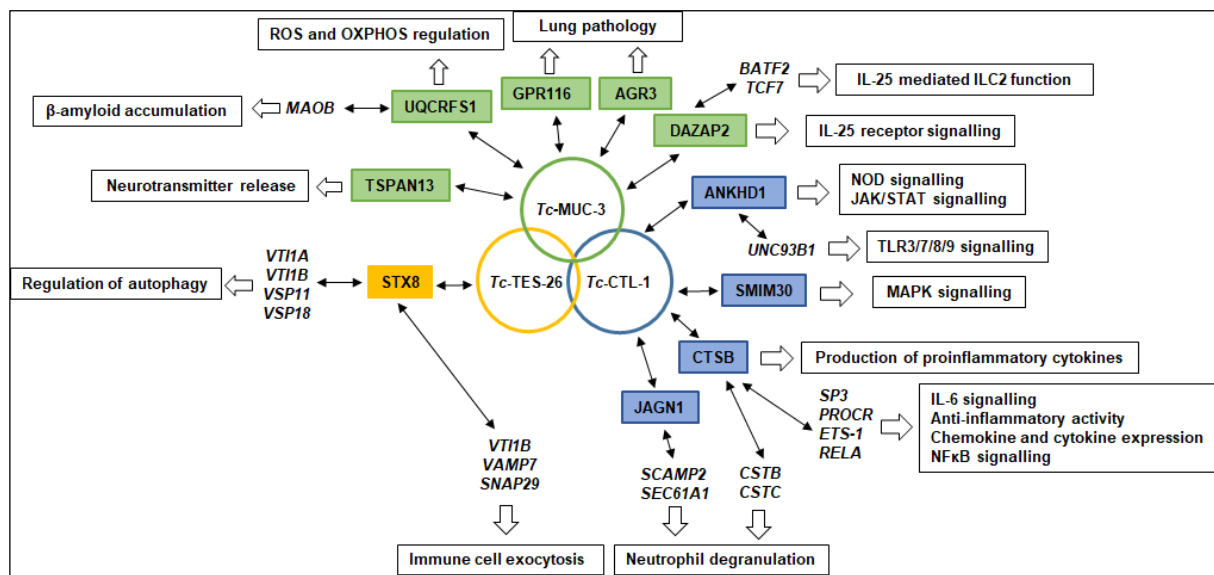 ROS and OXPHOS regulation
Lung pathology
β-amyloid accumulation
MAOB
UQCRFS1
GPR116
AGR3
BATF2
TCF7
IL-25 mediated ILC2 function
DAZAP2
IL-25 receptor signalling
Neurotransmitter release
TSPAN13
Tc-MUC-3
ANKHD1
NOD signalling
JAK/STAT signalling
UNC93B1
TLR3/7/8/9 signalling
Regulation of autophagy
VTI1A
VTI1B
VSP11
VSP18
STX8
Tc-TES-26
Tc-CTL-1
SMIM30
MAPK signalling
CTSB
Production of proinflammatory cytokines
JAGN1
SP3
PROCR
ETS-1
RELA
IL-6 signalling
Anti-inflammatory activity
Chemokine and cytokine expression
NFκB signalling
VTI1B
VAMP7
SNAP29
SCAMP2
SEC61A1
CSTB
CSTC
Immune cell exocytosis
Neutrophil degranulation